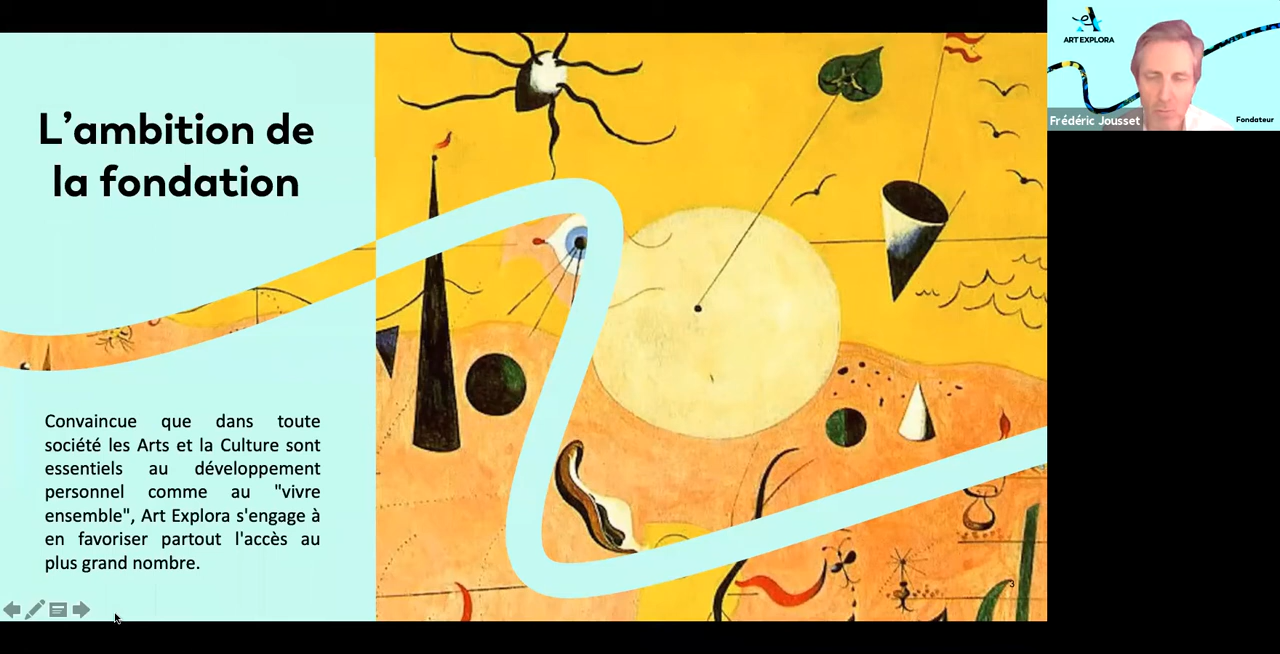 L’ambition de
la fondation
Convaincue que dans toute
société les Arts et la Culture sont
essentiels au développement
personnel comme au "vivre
ensemble", Art Explora s'engage à
en favoriser partout l'accès au
plus grand nombre.
3
ART EXPLORA
Frédéric Jousset
Fondateur